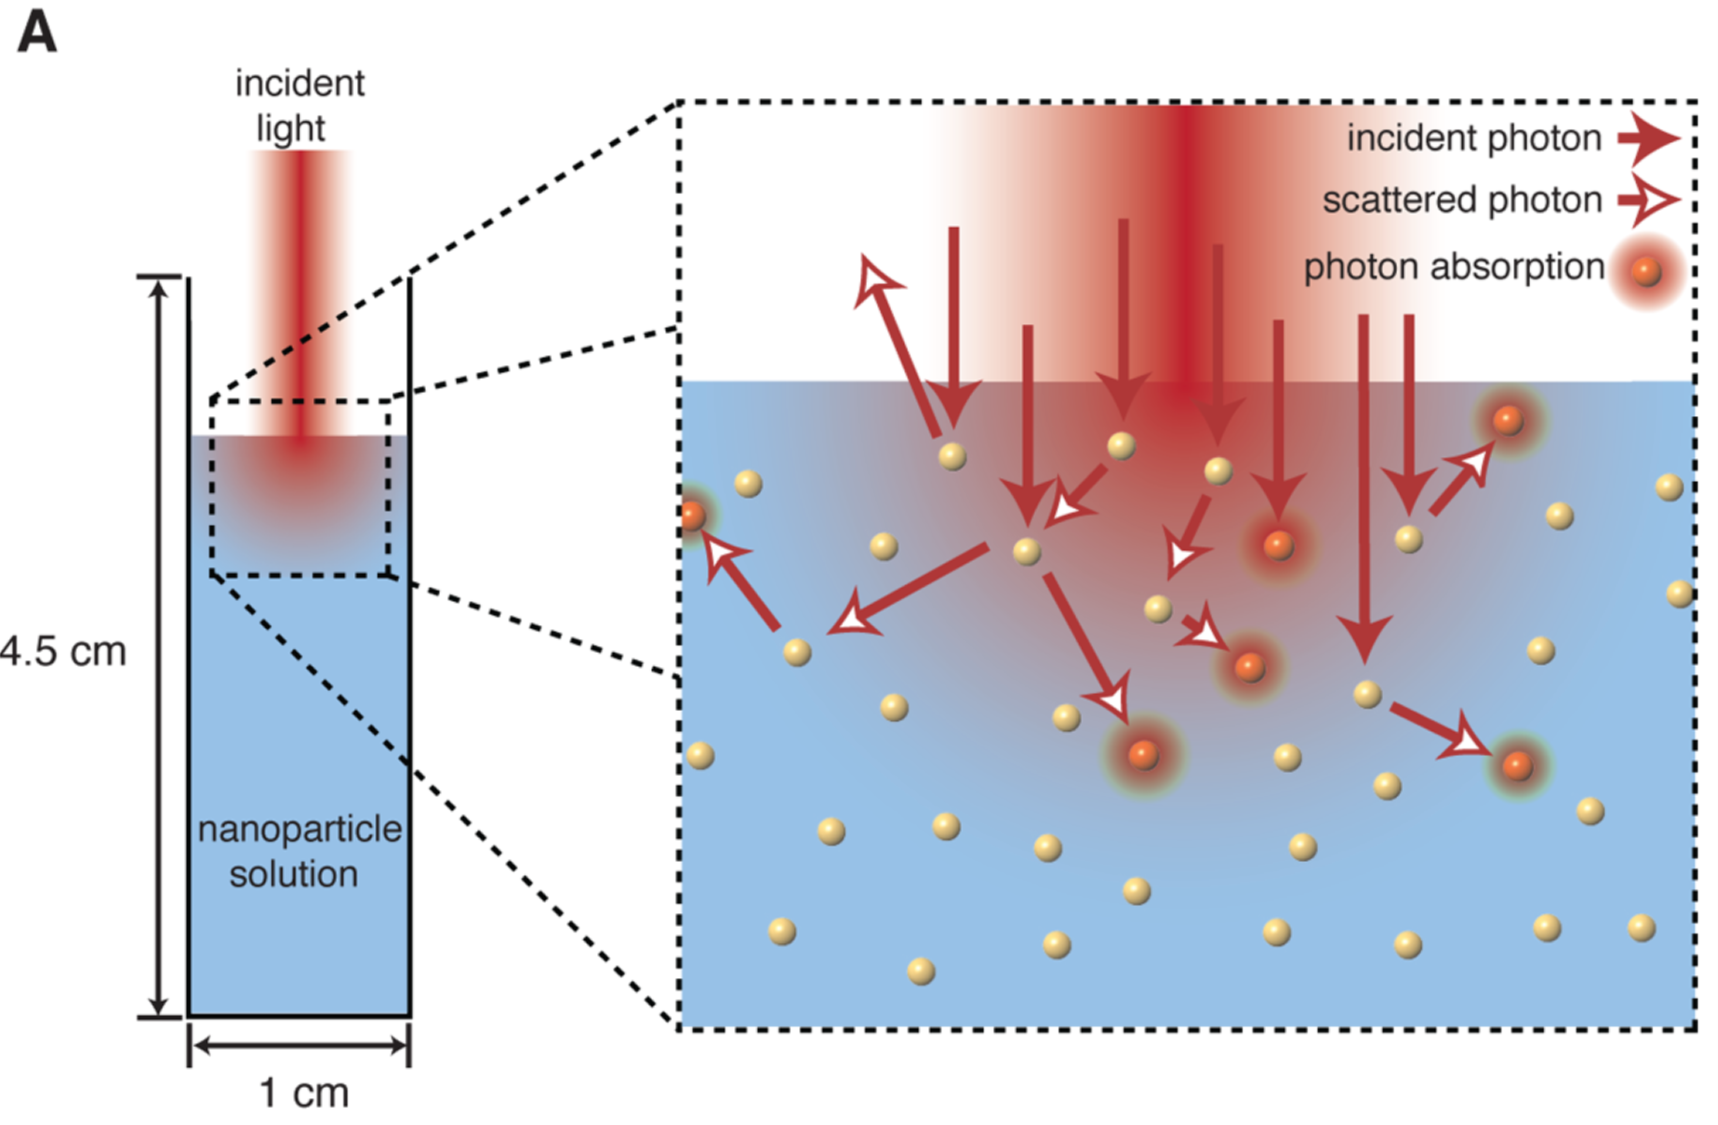 A
incident
light
incident photon
scattered photon
photon absorption
4.5 cm
nanoparticle
solution
1 cm